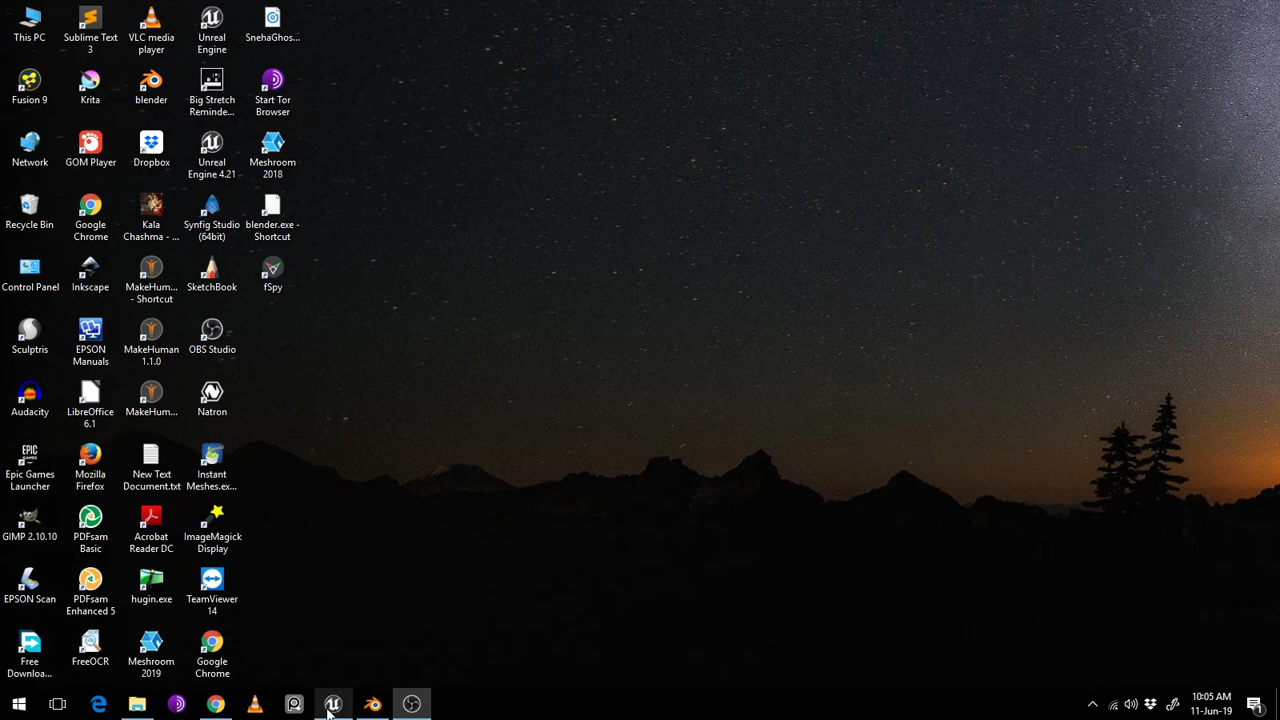 This PC
Sublime Text
3
VLC media
player
Unreal
Engine
SnehaGhos...
Fusion 9
Krita
blender
Big Stretch
Reminde...
Start Tor
Browser
Network
GOM Player
Dropbox
Unreal
Engine 4.21
Meshroom
2018
Recycle Bin
Google
Chrome
Kala
Chashma - ...
Synfig Studio
(64bit)
blender.exe -
Shortcut
Control Panel
Inkscape
MakeHum...
- Shortcut
SketchBook
fSpy
Sculptris
EPSON
Manuals
MakeHuman
1.1.0
OBS Studio
Audacity
LibreOffice
6.1
MakeHum...
Natron
EPIC
GAMES
Epic Games
Launcher
Mozilla
Firefox
New Text
Document.txt
Instant
Meshes.ex...
GIMP 2.10.10
PDFsam
Basic
Acrobat
Reader DC
ImageMagick
Display
EPSON Scan
PDFsam
Enhanced 5
hugin.exe
TeamViewer
14
Free
Downloa...
FreeOCR
Meshroom
2019
Google
Chrome
10:05 AM
11-Jun-19
1